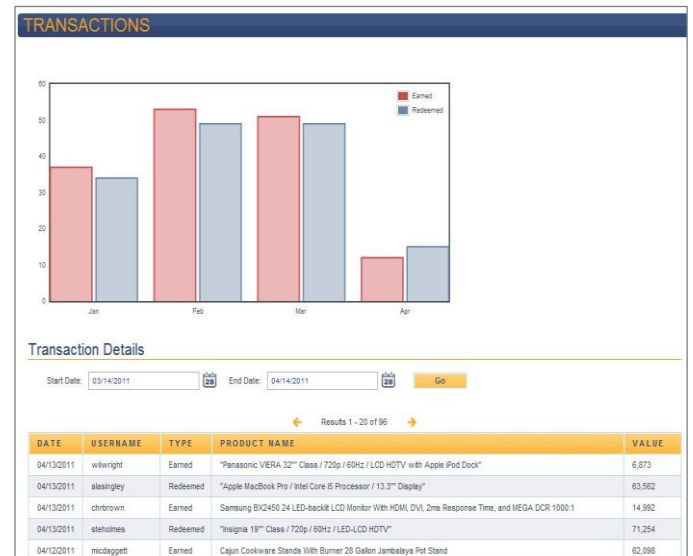 TRANSACTIONS
60
50
40
30
20
10
0
Earned
Redeemed
Jan Feb Mar Apr
Transaction Details
Start Date: 03/14/2011 28 End Date: 04/14/2011 28 Go
Results 1 - 20 of 96
DATE USERNAME TYPE PRODUCT NAME VALUE
04/13/2011 wilwright Earned "Panasonic VIERA 32"" Class / 720p / 60Hz / LCD HDTV with Apple iPod Dock" 6,873
04/13/2011 alasingley Redeemed "Apple MacBook Pro / Intel Core i5 Processor / 13.3"" Display" 63,562
04/13/2011 chrbrown Earned Samsung BX2450 24 LED-backlit LCD Monitor With HDMI, DVI, 2ms Response Time, and MEGA DCR 1000:1 14,992
04/13/2011 steholmes Redeemed "Insignia 19"" Class / 720p / 60Hz / LED-LCD HDTV" 71,254
04/12/2011 micdaggett Earned Cajun Cookware Stands With Burner 28 Gallon Jambalaya Pot Stand 62,098